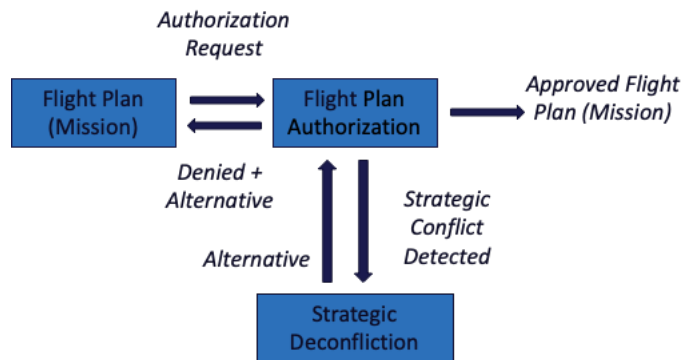 Authorization
Request
Flight Plan
(Mission)
Flight Plan
Authorization
Approved Flight
Plan (Mission)
Denied +
Alternative
Strategic
Conflict
Detected
Alternative
Strategic
Deconfliction